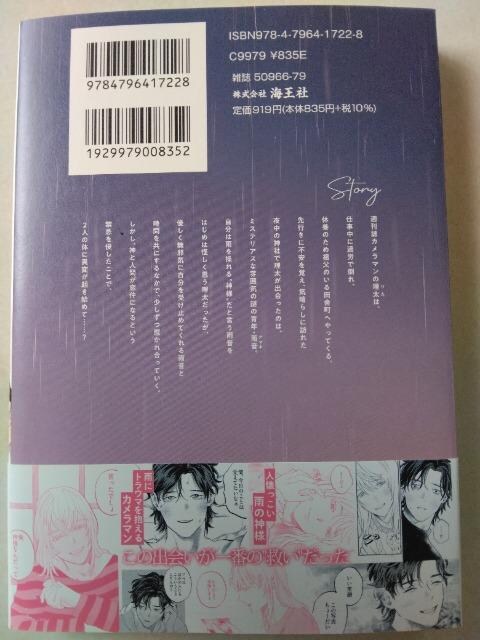 ISBN978-4-7964-1722-8
C9979 ¥835E
雑誌 50966-79
株式会社 海王社
定価919円(本体835円+税10%)
9784796417228
1929979008352
Story
週刊誌カメラマンの曜太は、
仕事中に過労で倒れ、
休養のため祖父のいる田舎町へやってくる。
先行きに不安を覚え、気晴らしに訪れた
夜中の神社で曜太が出会ったのは、
ミステリアスな雰囲気の謎の青年・雨音。
自分は雨を操れる"神様"だと言う雨音を
はじめは怪しく思う曜太だったが、
優しく無邪気に自分を受け止めてくれる雨音と
時間を共にするなかで、少しずつ惹かれ合っていく。
しかし、神と人間が恋仲になるという
禁忌を侵したことで、
2人の体に異変が起き始めて……?
人懐っこい
雨の神様
雨に
トラウマを抱える
カメラマン
この出会いが一番の"救い"だった